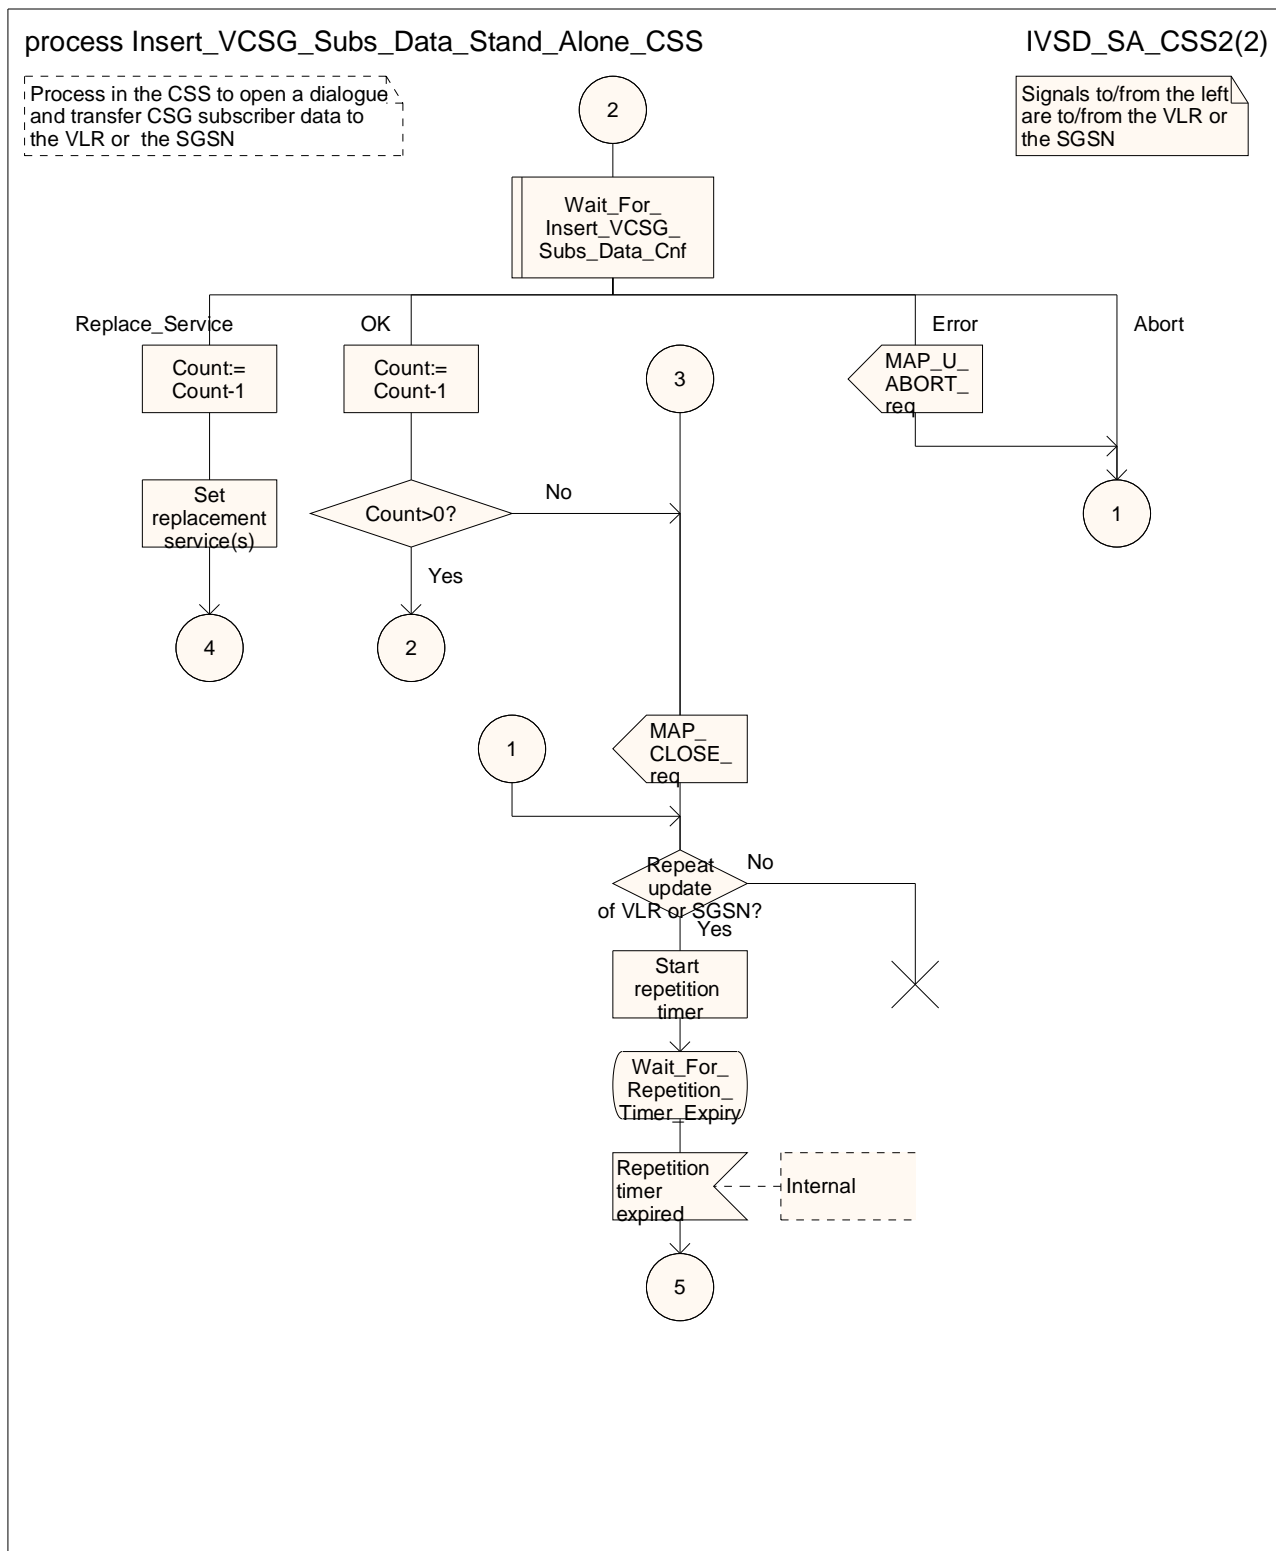 process Insert_VCSG_Subs_Data_Stand_Alone_CSS
IVSD_SA_CSS2(2)
Process in the CSS to open a dialogue
and transfer CSG subscriber data to
the VLR or the SGSN
2
Signals to/from the left
are to/from the VLR or
the SGSN
Wait_For_
Insert_VCSG_
Subs_Data_Cnf
Replace_Service
OK
Error
Abort
Count:=
Count-1
Count:=
Count-1
3
MAP_U_
ABORT_
req
Set
replacement
service(s)
Count>0?
No
1
Yes
4
2
1
MAP_
CLOSE_
req
Repeat
update
of VLR or SGSN?
No
Yes
Start
repetition
timer
Wait_For_
Repetition_
Timer_Expiry
Repetition
timer
expired
Internal
5